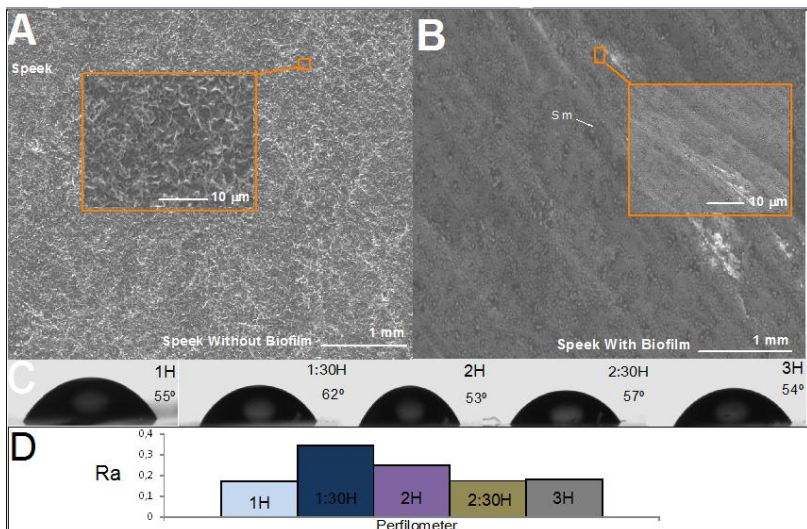 A
Speek
10 µm
Speek Without Biofilm
1 mm
B
Sm
10 µm
Speek With Biofilm
1 mm
C
1H
55º
1:30H
62º
2H
53º
2:30H
57º
3H
54º
D
Ra
0,4
0,3
0,2
0,1
0
1H
1:30H
2H
2:30H
3H
Perfilometer